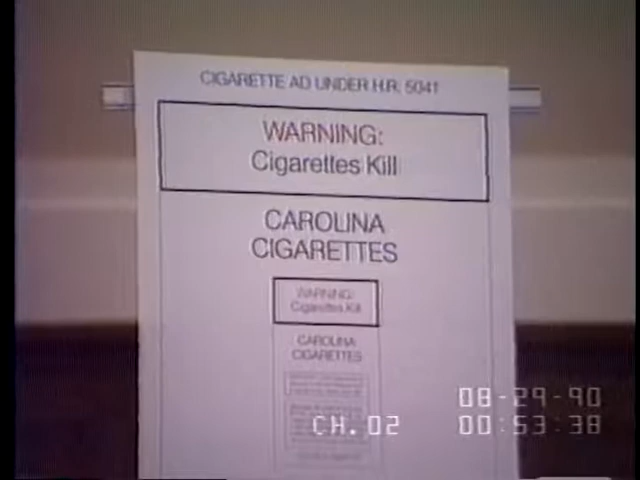 CIGARETTE AD UNDER H.R. 5041
WARNING:
Cigarettes Kill
CAROLINA
CIGARETTES
WARNING:
Cigarettes Kill
CAROLINA
CIGARETTES
CH.02
08-29-90
00:53:38